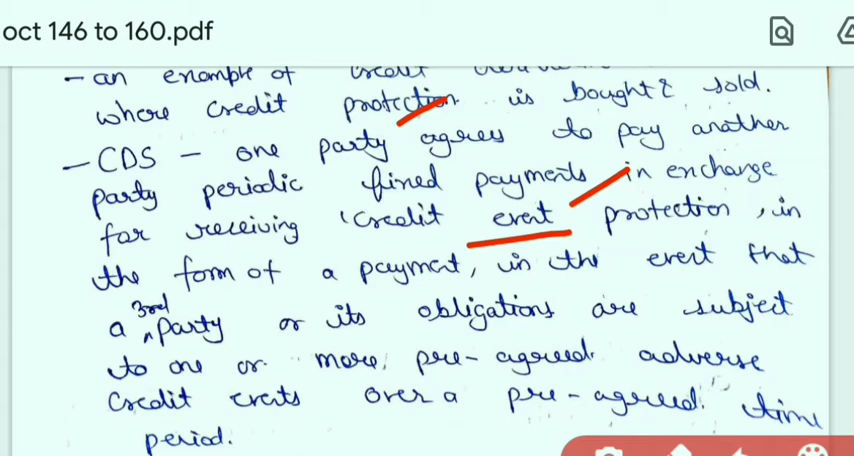 oct 146 to 160.pdf
- an example of credit
where credit protection is bought & sold.
- CDS - one party agrees to pay another
party periodic fixed payments in exchange
for receiving 'credit event protection, in
the form of a payment, in the event that
a 3rd party or its obligations are subject
to one or more pre-agreed adverse
credit events over a pre-agreed time
period.